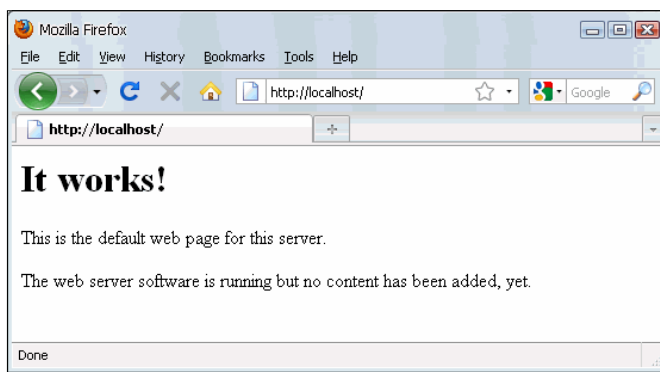 Mozilla Firefox
File Edit View History Bookmarks Tools Help
http://localhost/ Google
http://localhost/
It works!
This is the default web page for this server.
The web server software is running but no content has been added, yet.
Done